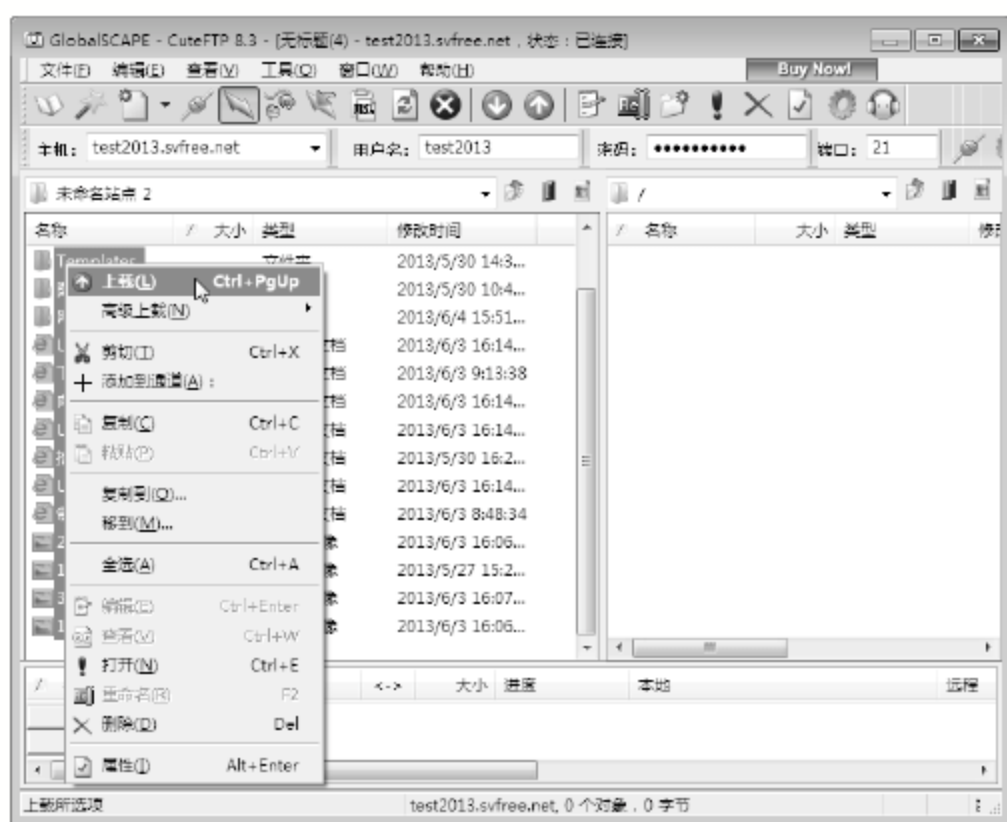 GlobalSCAPE - CuteFTP 8.3 - [无标题(4) - test2013.svfree.net , 状态 : 已连接]
文件(F) 编辑(E) 查看(V) 工具(O) 窗口(W) 帮助(H) Buy Now!
主机: test2013.svfree.net 用户名: test2013 密码: •••••••••• 端口: 21
未命名站点 2 /
名称 / 大小 类型 修改时间 / 名称 大小 类型
Templates 文件夹 2013/5/30 14:3...
上载(L) Ctrl+PgUp 2013/5/30 10:4...
高级上载(N) 2013/6/4 15:51...
2013/6/3 16:14...
剪切(T) Ctrl+X
2013/6/3 9:13:38
添加到通道(A) :
2013/6/3 16:14...
复制(C) Ctrl+C 2013/6/3 16:14...
粘贴(P) Ctrl+V 2013/5/30 16:2...
复制到(O)... 2013/6/3 16:14...
移到(M)... 2013/6/3 8:48:34
2013/6/3 16:06...
全选(A) Ctrl+A 2013/5/27 15:2...
编辑(E) Ctrl+Enter 2013/6/3 16:07...
查看(V) Ctrl+W 2013/6/3 16:06...
打开(N) Ctrl+E
重命名(R) F2 <-> 大小 进度 本地 远程
删除(D) Del
属性(I) Alt+Enter
上载所选项 test2013.svfree.net, 0 个对象 , 0 字节